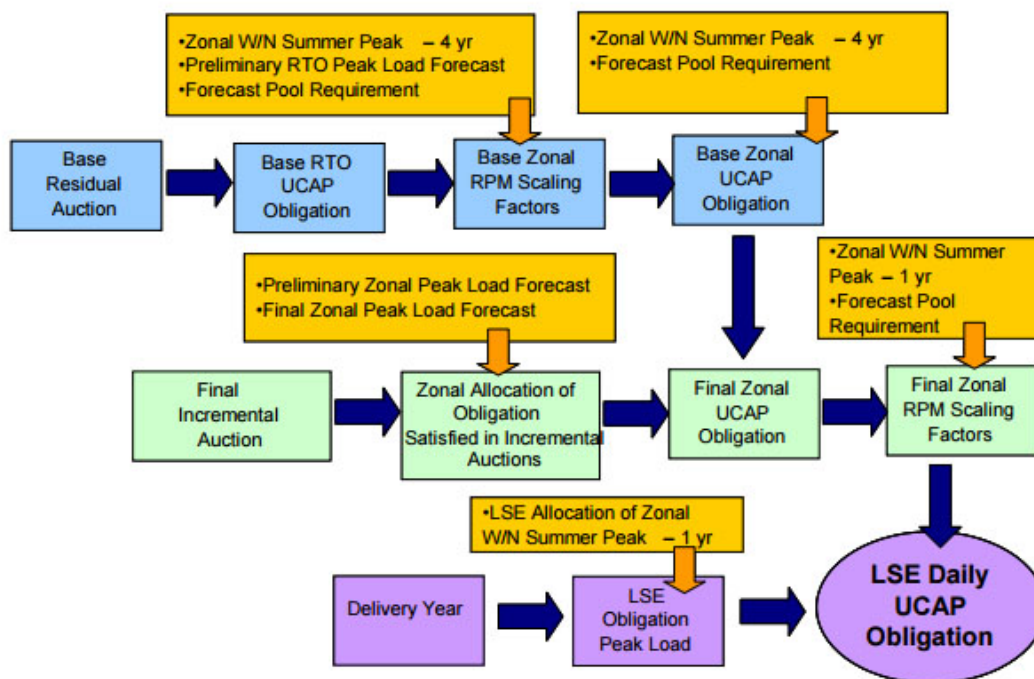 •Zonal W/N Summer Peak – 4 yr
•Preliminary RTO Peak Load Forecast
•Forecast Pool Requirement
•Zonal W/N Summer Peak – 4 yr
•Forecast Pool Requirement
Base
Residual
Auction
Base RTO
UCAP
Obligation
Base Zonal
RPM Scaling
Factors
Base Zonal
UCAP
Obligation
•Preliminary Zonal Peak Load Forecast
•Final Zonal Peak Load Forecast
•Zonal W/N Summer
Peak – 1 yr
•Forecast Pool
Requirement
Final
Incremental
Auction
Zonal Allocation of
Obligation
Satisfied in Incremental
Auctions
Final Zonal
UCAP
Obligation
Final Zonal
RPM Scaling
Factors
•LSE Allocation of Zonal
W/N Summer Peak – 1 yr
Delivery Year
LSE
Obligation
Peak Load
LSE Daily
UCAP
Obligation